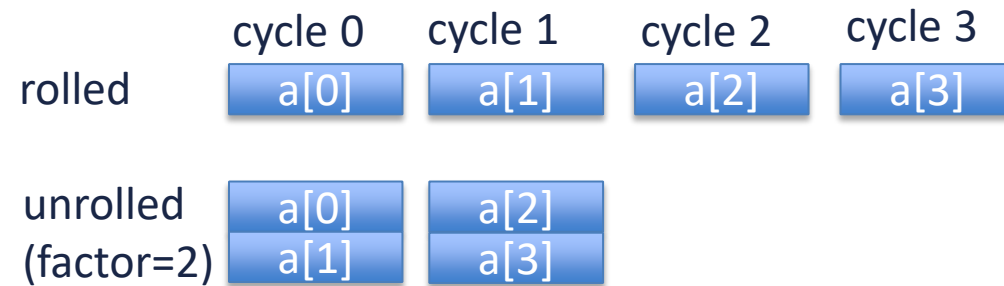 cycle 0 cycle 1 cycle 2 cycle 3
rolled a[0] a[1] a[2] a[3]
unrolled a[0] a[2]
(factor=2) a[1] a[3]